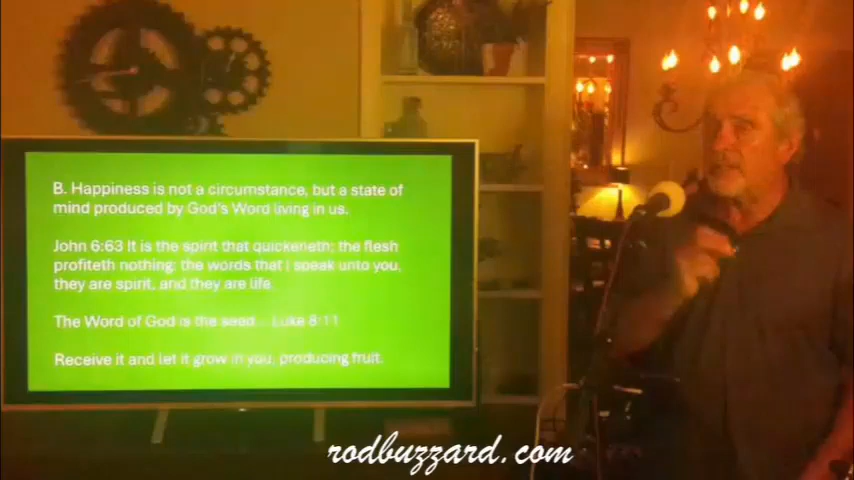 B. Happiness is not a circumstance, but a state of
mind produced by God's Word living in us.
John 6:63 It is the spirit that quickeneth; the flesh
profiteth nothing: the words that I speak unto you,
they are spirit, and they are life.
The Word of God is the seed... Luke 8:11
Receive it and let it grow in you, producing fruit.
rodbuzzard.com